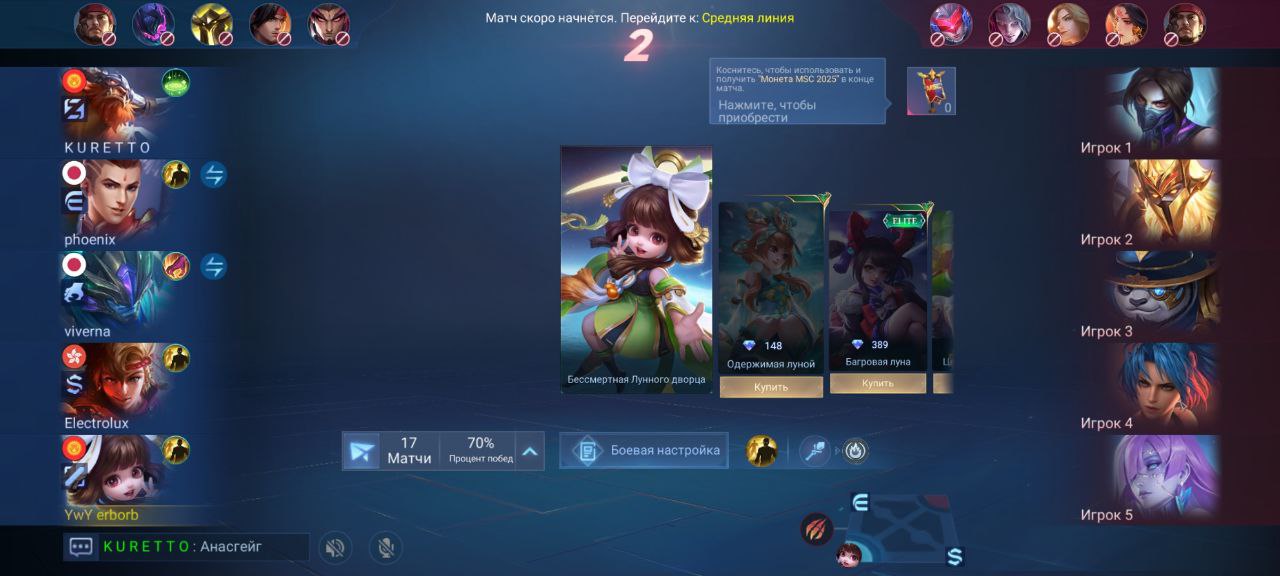 Матч скоро начнется. Перейдите к: Средняя линия
2
Коснитесь, чтобы использовать и
получить "Монета MSC 2025" в конце
матча.
Нажмите, чтобы
приобрести
MSC
0
K U R E T T O
phoenix
viverna
Electrolux
YwY erborb
Игрок 1
Игрок 2
Игрок 3
Игрок 4
Игрок 5
Бессмертная Лунного дворца
148
Одержимая луной
Купить
ELITE
389
Багровая луна
Купить
17
Матчи
70%
Процент побед
Боевая настройка
K U R E T T O : Анасгейг